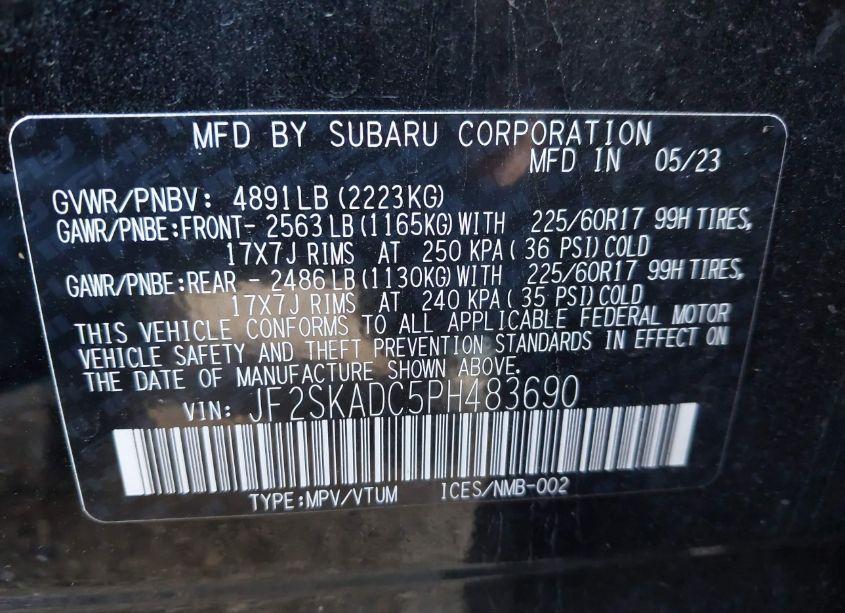 MFD BY SUBARU CORPORATION
MFD IN 05/23
GVWR/PNBV: 4891LB(2223KG)
GAWR/PNBE:FRONT- 2563LB(1165KG)WITH 225/60R17 99H TIRES,
17X7J RIMS AT 250 KPA( 36 PSI)COLD
GAWR/PNBE:REAR - 2486LB(1130KG)WITH 225/60R17 99H TIRES,
17X7J RIMS AT 240 KPA( 35 PSI)COLD
THIS VEHICLE CONFORMS TO ALL APPLICABLE FEDERAL MOTOR
VEHICLE SAFETY AND THEFT PREVENTION STANDARDS IN EFFECT ON
THE DATE OF MANUFACTURE SHOWN ABOVE.
VIN: JF2SKADC5PH483690
TYPE:MPV/VTUM ICES/NMB-002